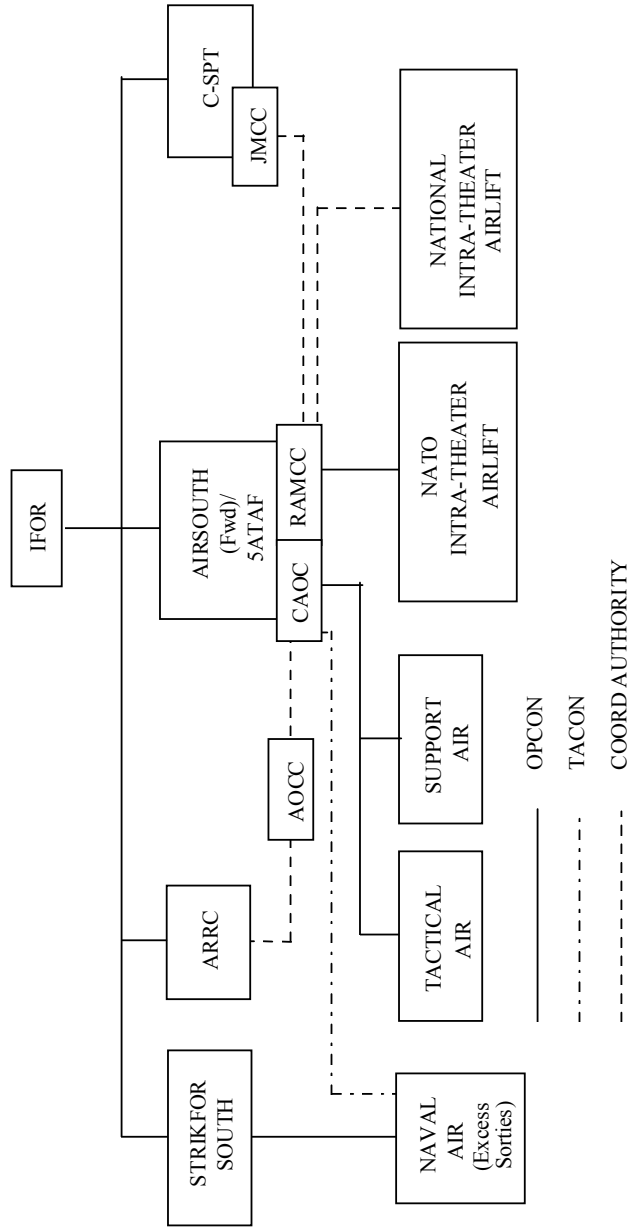 IFOR
STRIKFOR
SOUTH
ARRC
AIRSOUTH
(Fwd)/
5ATAF
C-SPT
AOCC
CAOC
RAMCC
JMCC
NAVAL
AIR
(Excess
Sorties)
TACTICAL
AIR
SUPPORT
AIR
NATO
INTRA-THEATER
AIRLIFT
NATIONAL
INTRA-THEATER
AIRLIFT
OPCON
TACON
COORD AUTHORITY